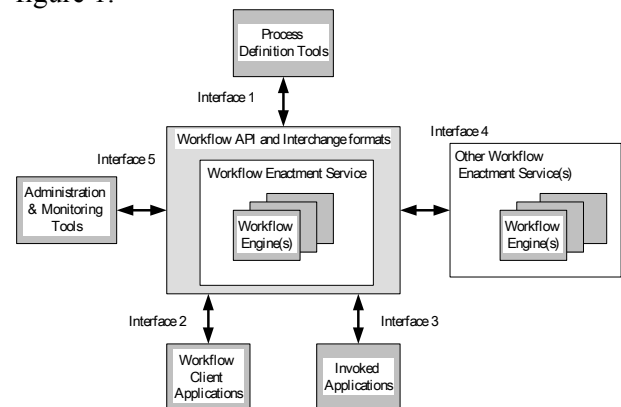 figure 1.
Process
Definition Tools
Interface 1
Workflow API and Interchange formats
Interface 4
Interface 5
Other Workflow
Enactment Service(s)
Workflow Enactment Service
Administration
& Monitoring
Tools
Workflow
Engine(s)
Workflow
Engine(s)
Interface 2
Interface 3
Workflow
Client
Applications
Invoked
Applications